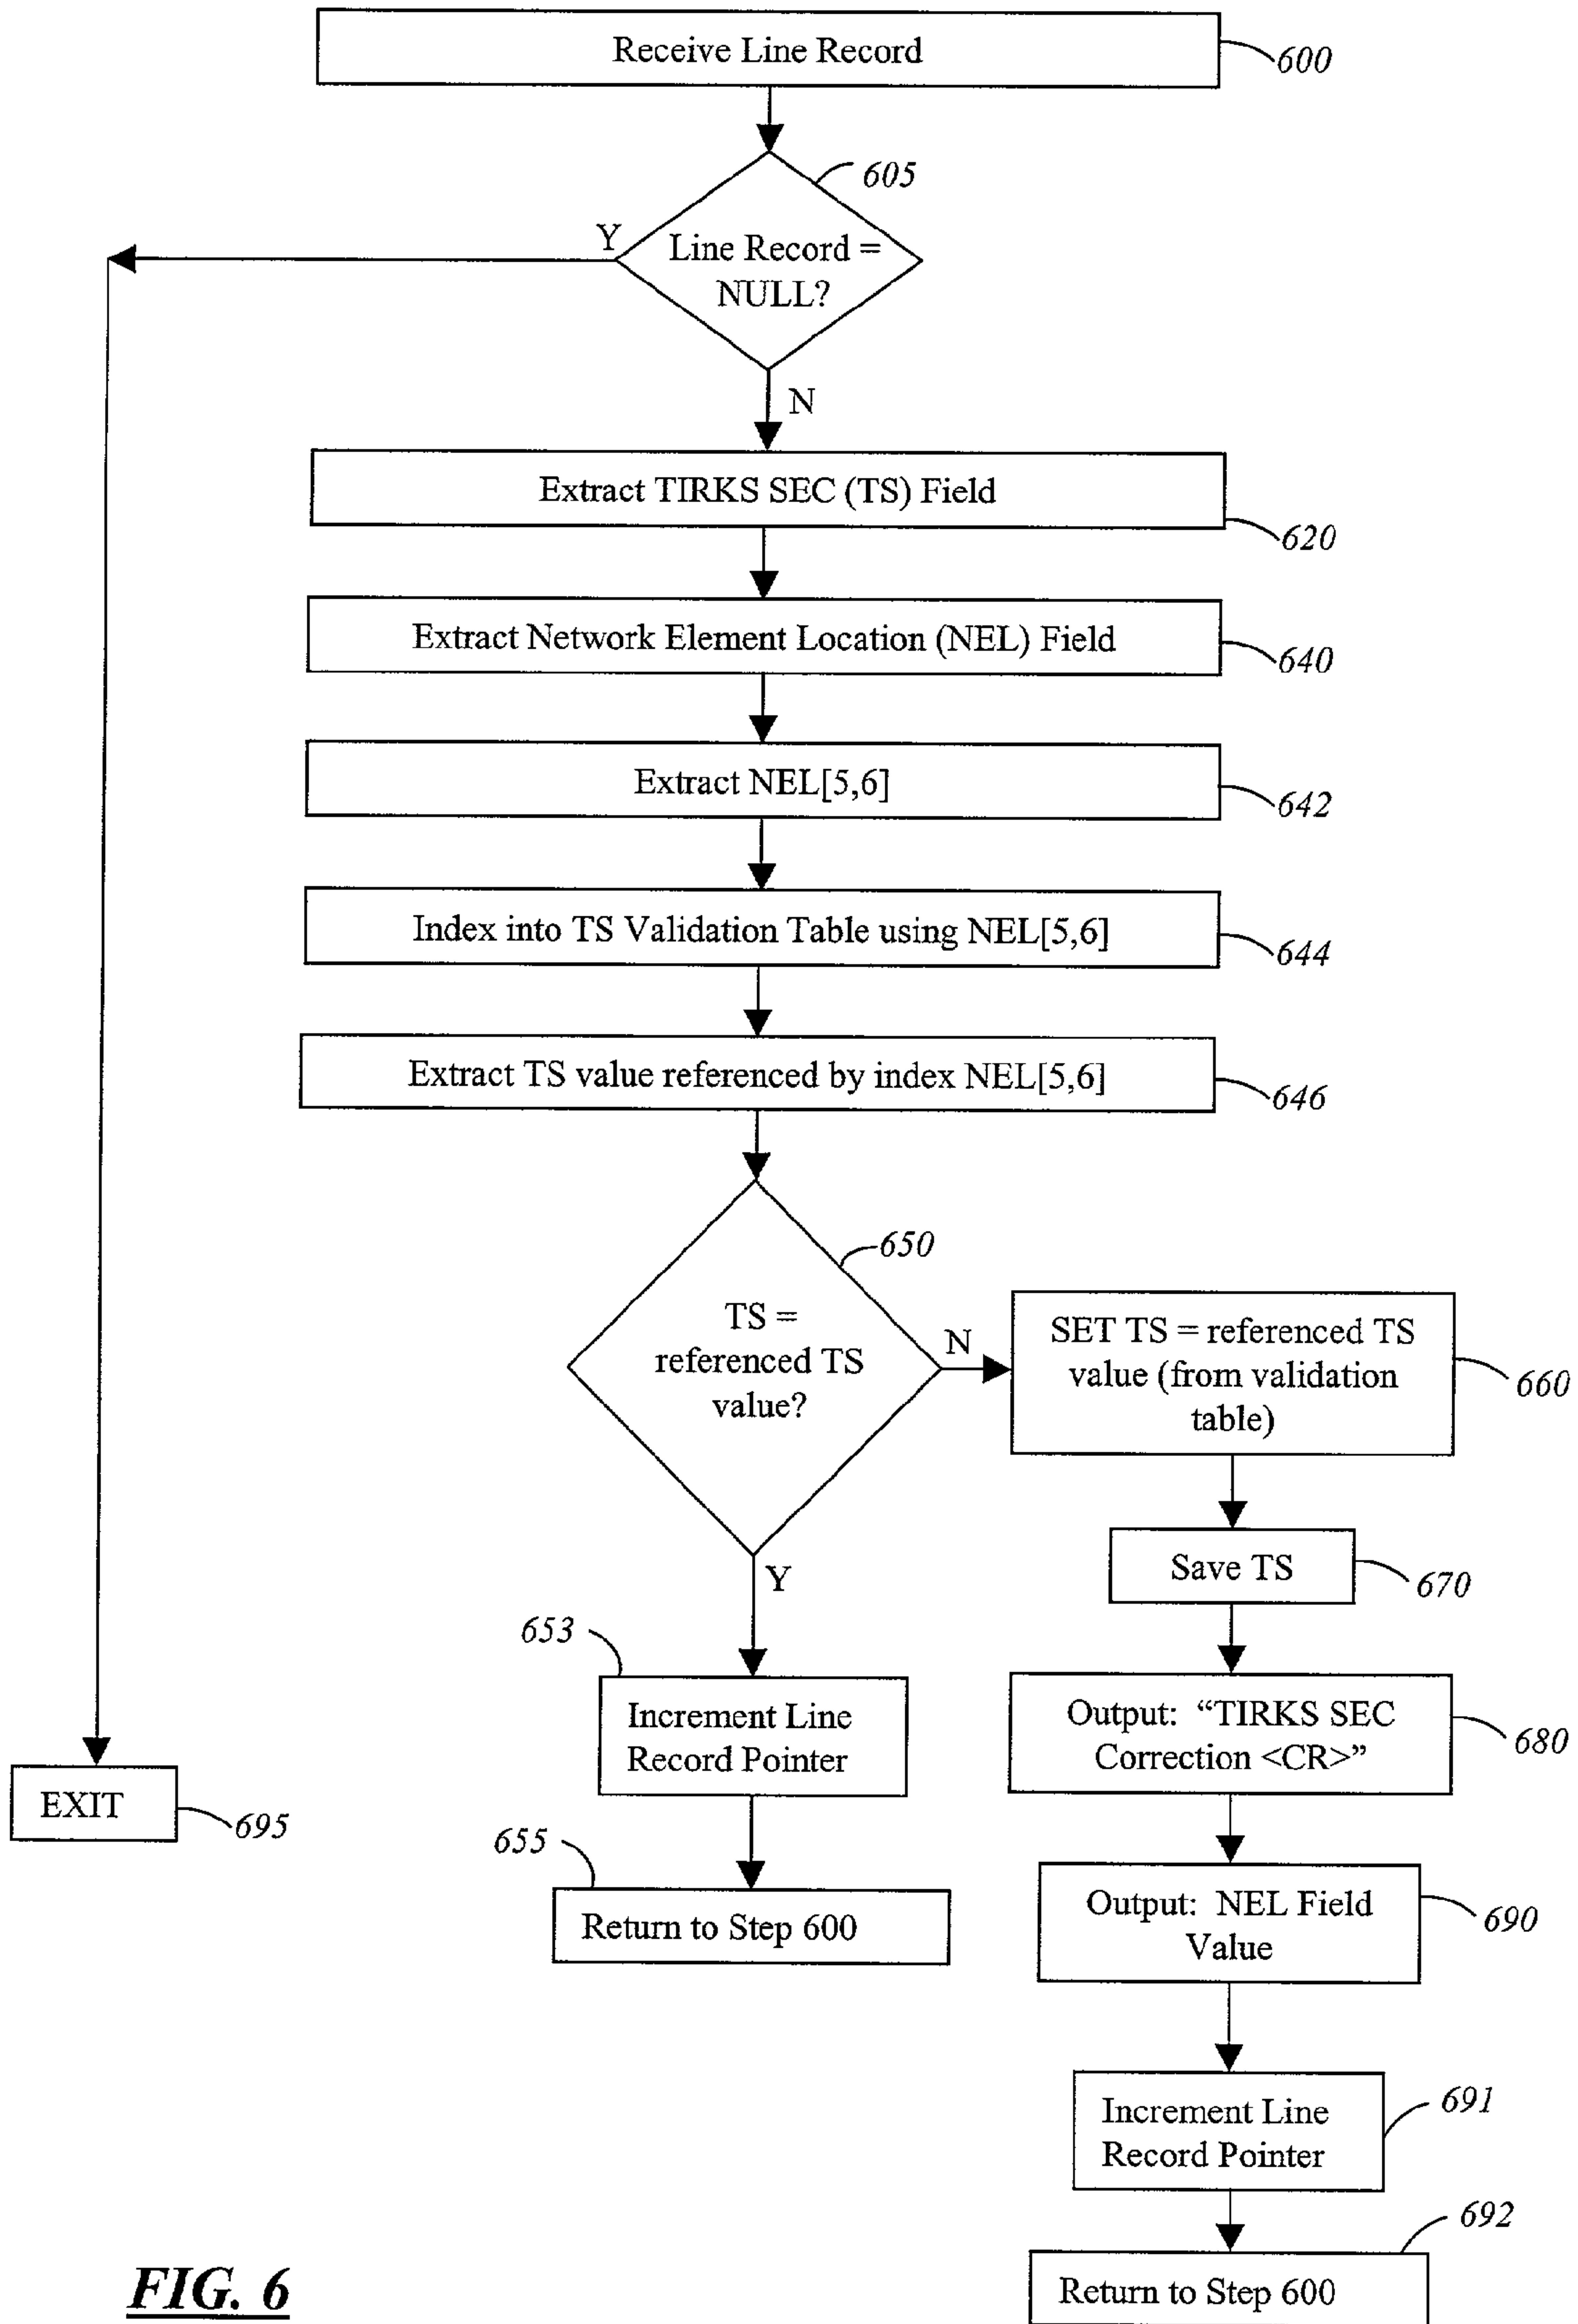 Receive Line Record
600
605
Y
Line Record =
NULL?
N
Extract TIRKS SEC (TS) Field
620
Extract Network Element Location (NEL) Field
640
Extract NEL[5,6]
642
Index into TS Validation Table using NEL[5,6]
644
Extract TS value referenced by index NEL[5,6]
646
650
TS =
referenced TS
value?
N
SET TS = referenced TS
value (from validation
table)
660
Y
Save TS
670
653
Increment Line
Record Pointer
Output: “TIRKS SEC
Correction <CR>”
680
EXIT
695
655
Return to Step 600
Output: NEL Field
Value
690
Increment Line
Record Pointer
691
692
Return to Step 600
FIG. 6